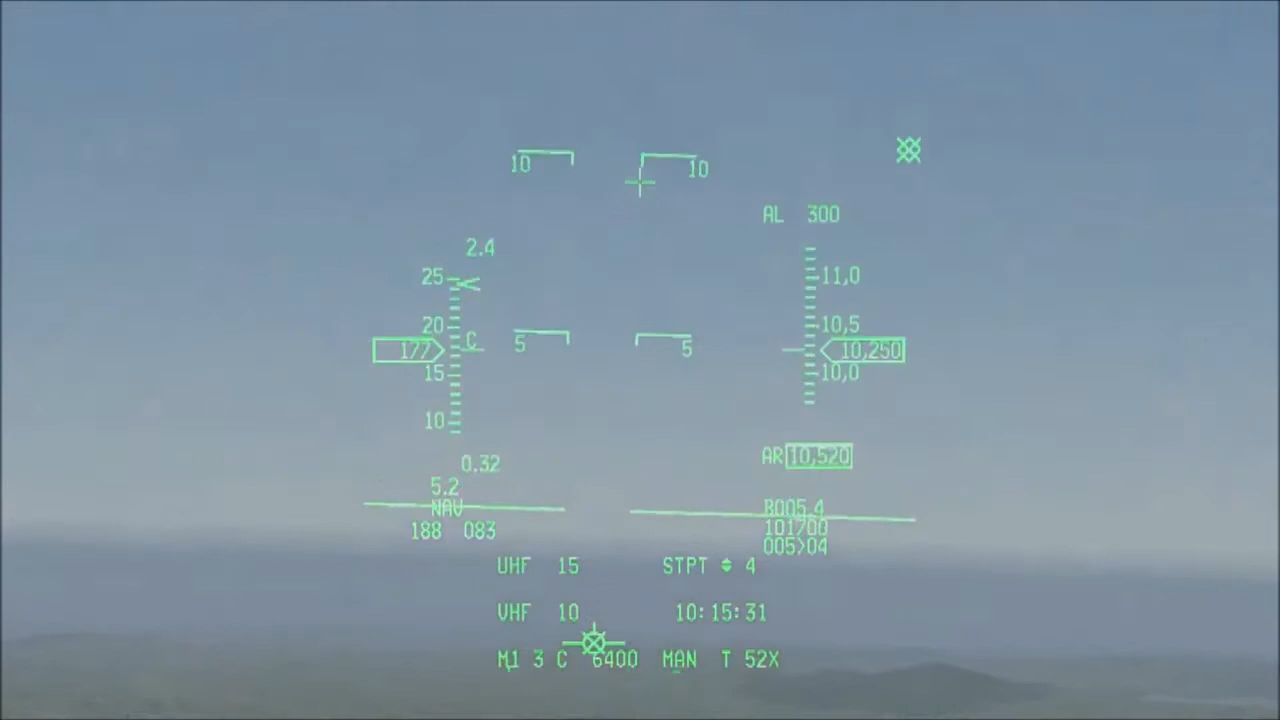 10 10
AL 300
2.4
25 11,0
20 10,5
C
5 5
177 10,250
15 10,0
10
AR 10,520
0.32
5.2
NAV B005.4
188 083 101>00
005>04
UHF 15 STPT 4
VHF 10 10:15:31
M1 3 C 6400 MAN T 52X